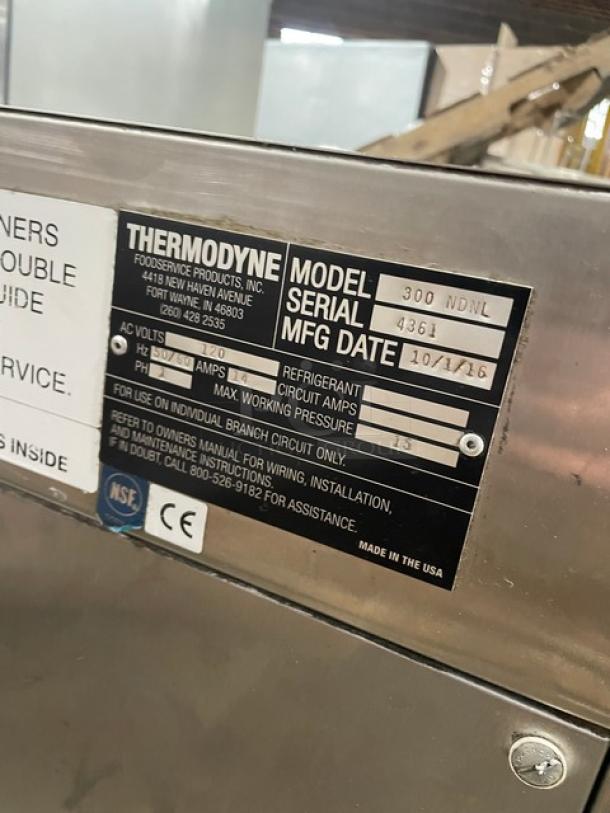 NERS
OUBLE
UIDE
RVICE.
S INSIDE
THERMODYNE
FOODSERVICE PRODUCTS, INC.
4418 NEW HAVEN AVENUE
FORT WAYNE, IN 46803
(260) 428 2535
MODEL 300 NDNL
SERIAL 4361
MFG DATE 10/1/16
AC VOLTS 120
Hz 50/60 AMPS 14
PH 1
REFRIGERANT
CIRCUIT AMPS
MAX. WORKING PRESSURE 15
FOR USE ON INDIVIDUAL BRANCH CIRCUIT ONLY.
REFER TO OWNERS MANUAL FOR WIRING, INSTALLATION,
AND MAINTENANCE INSTRUCTIONS.
IF IN DOUBT, CALL 800-526-9182 FOR ASSISTANCE.
MADE IN THE USA
NSF
CE